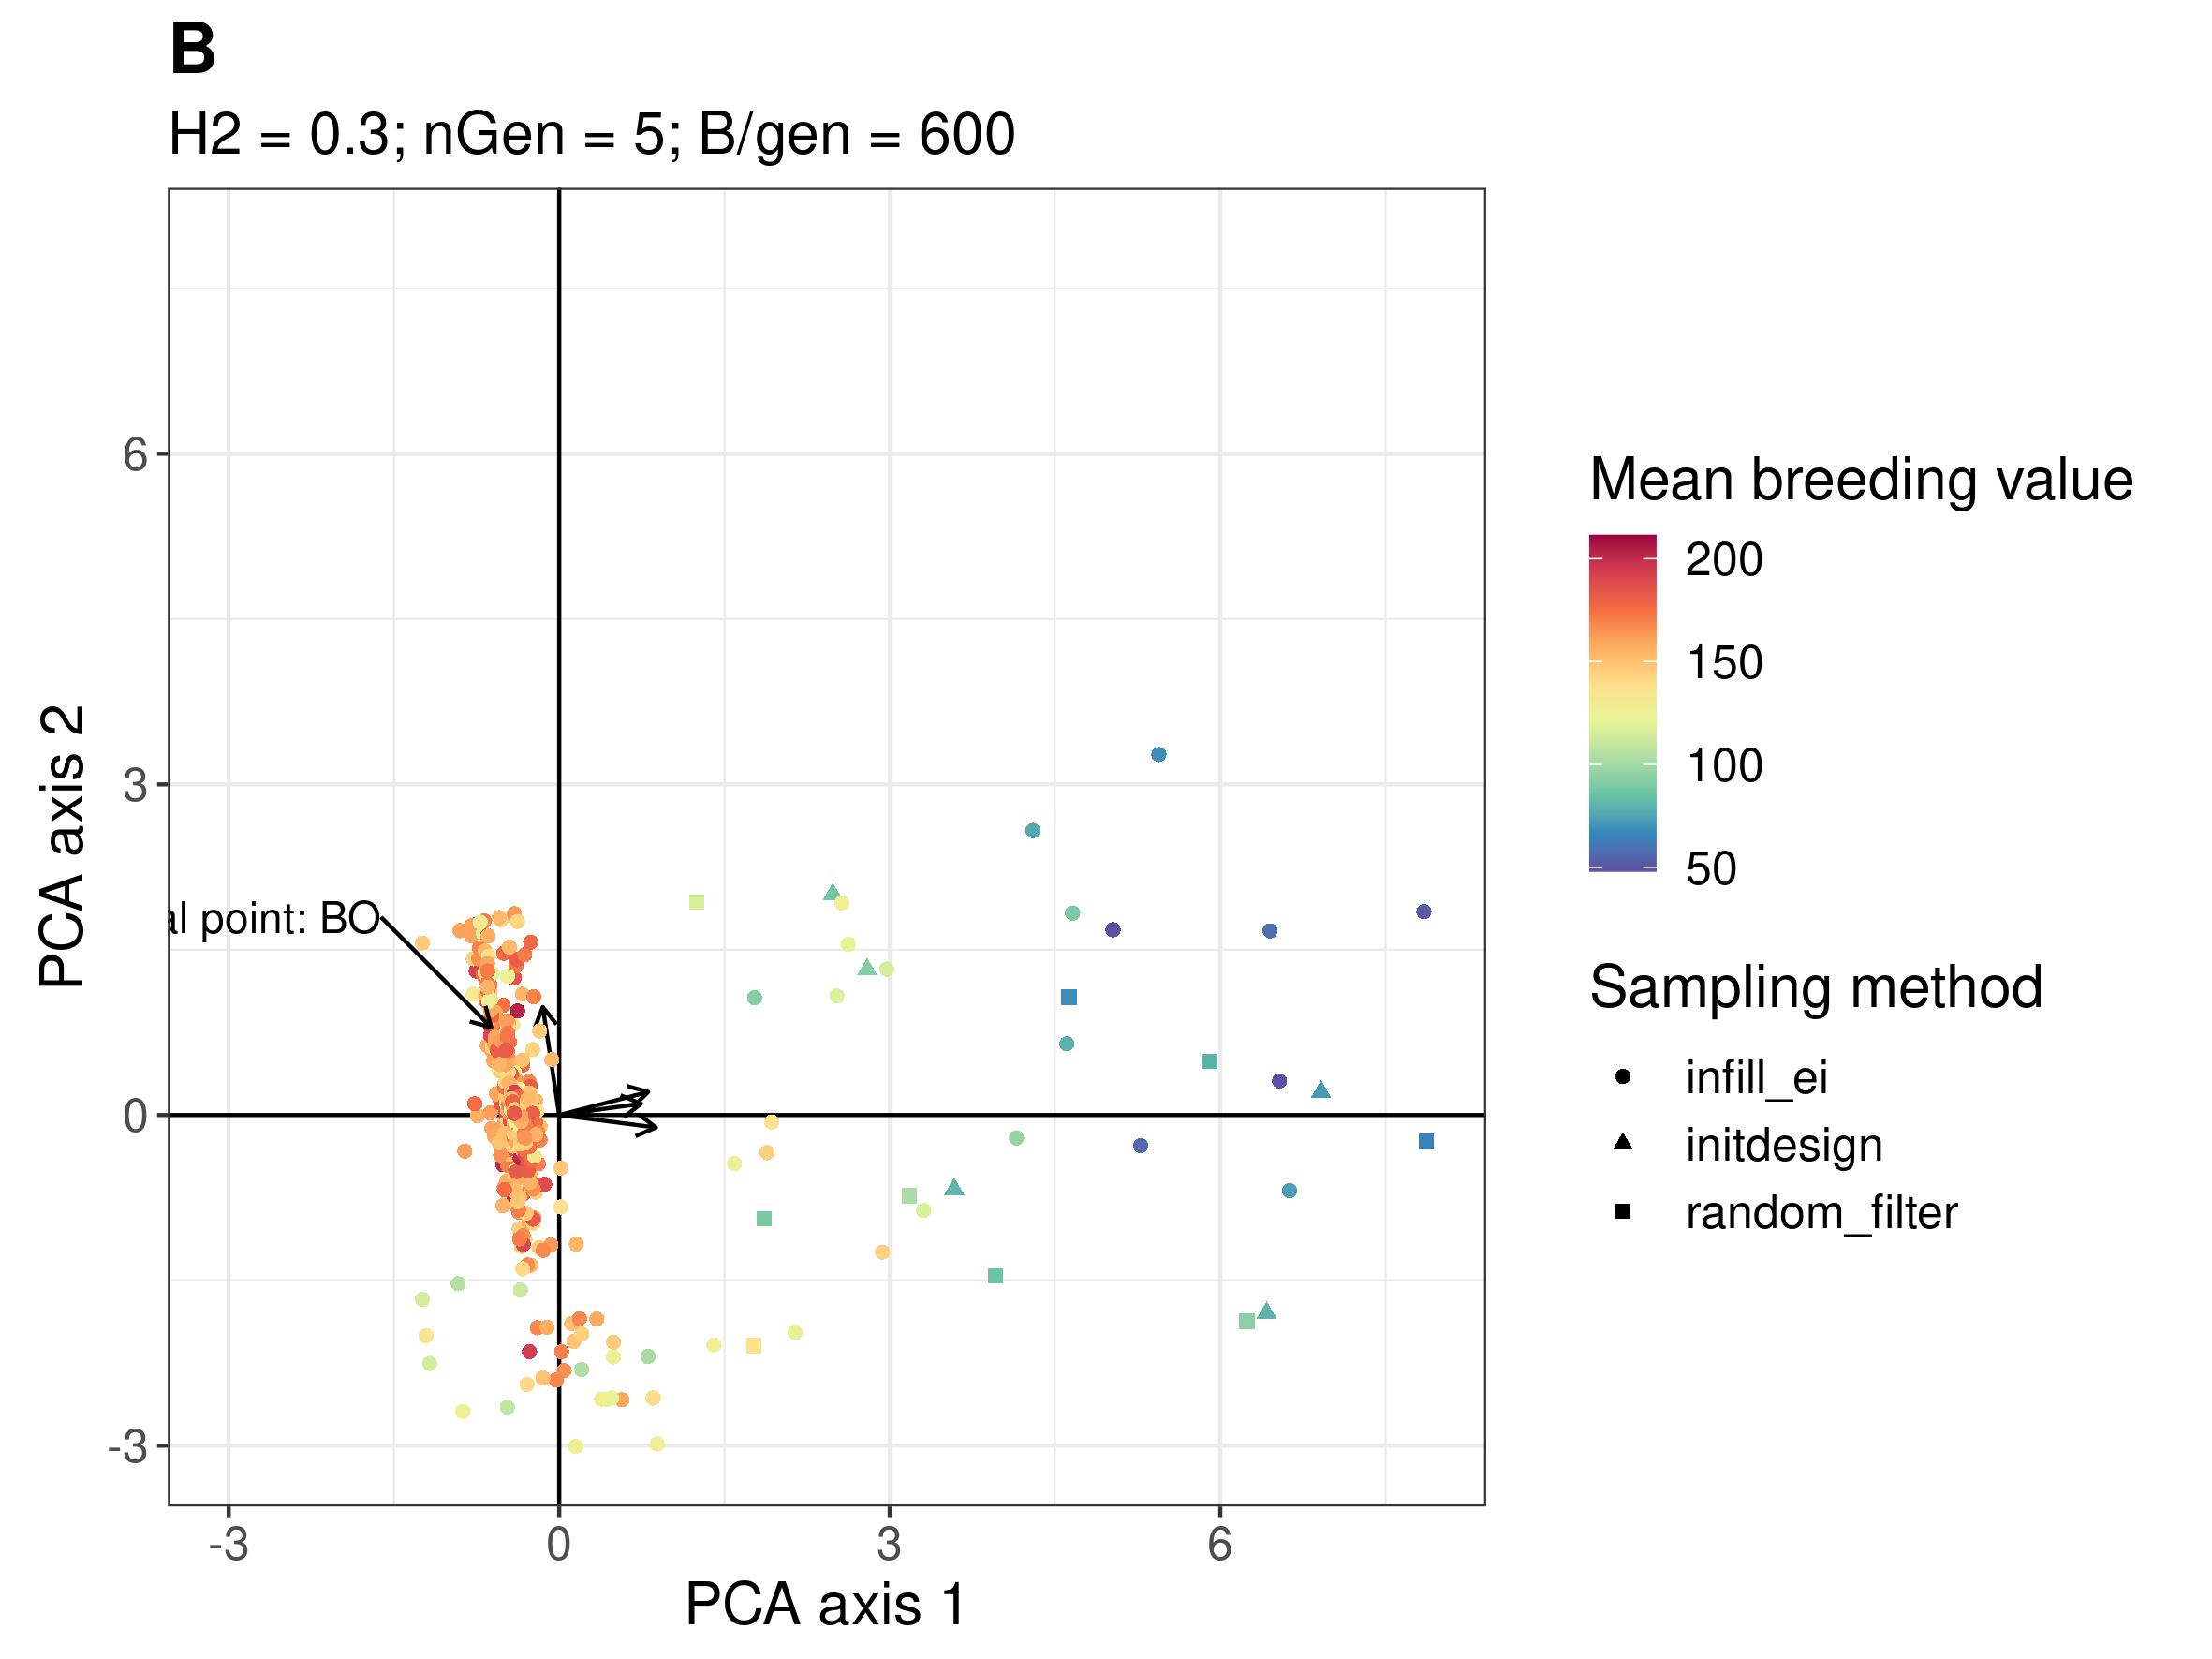 B
H2 = 0.3; nGen = 5; B/gen = 600
PCA axis 2
6
3
0
-3
al point: BO
-3
0
3
6
PCA axis 1
Mean breeding value
200
150
100
50
Sampling method
infill_ei
initdesign
random_filter